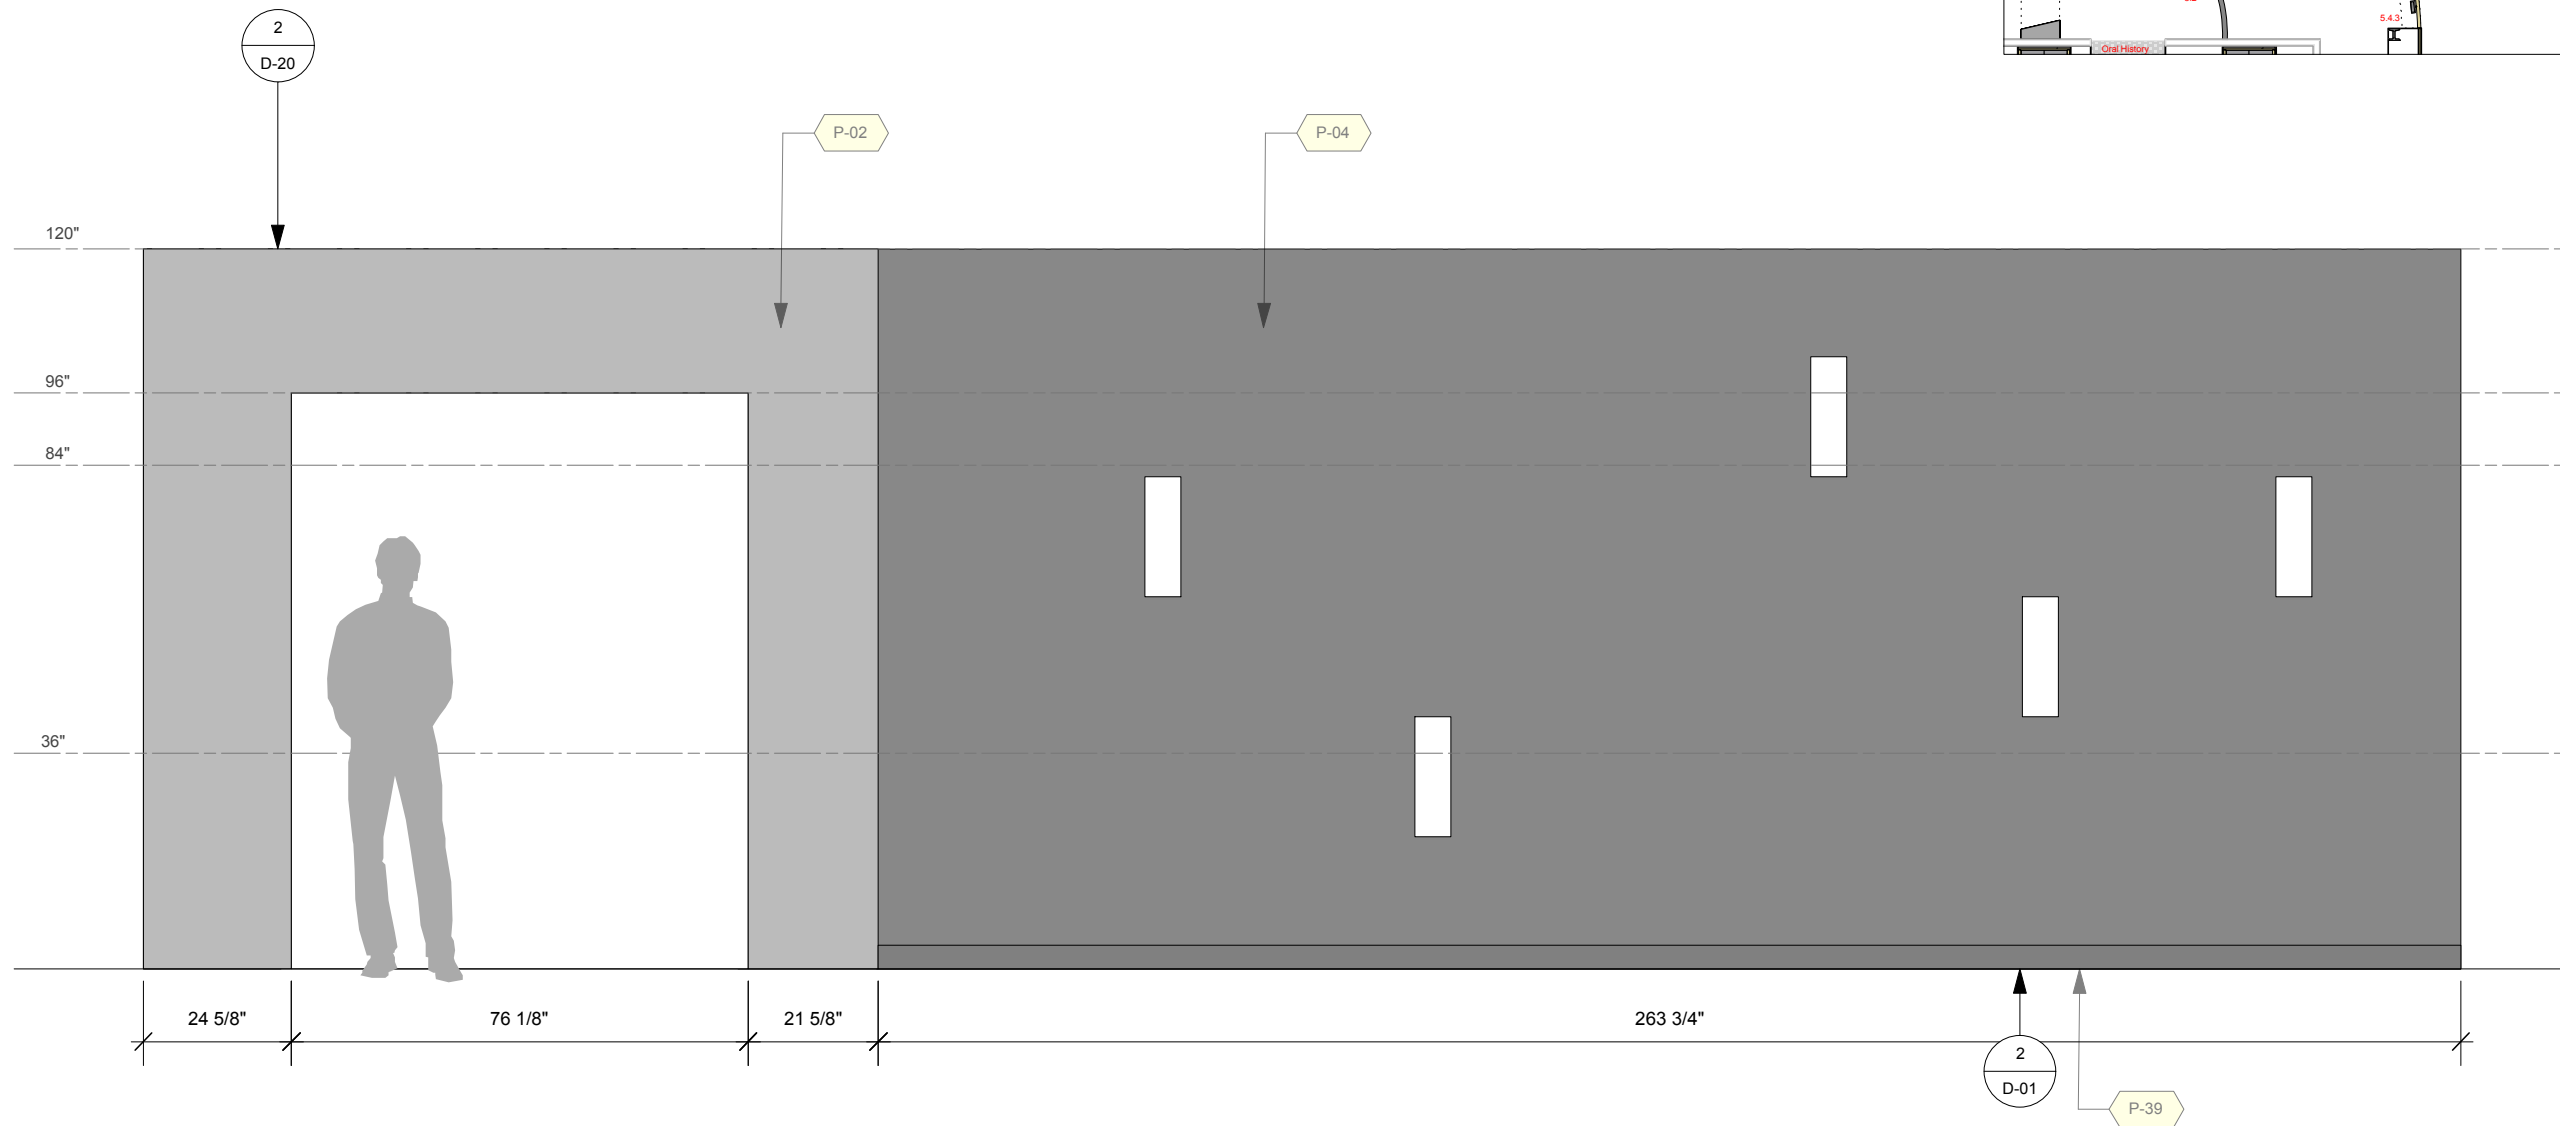 2
D-20
5.4.3
Oral History
P-02
P-04
120"
96"
84"
36"
24 5/8"
76 1/8"
21 5/8"
263 3/4"
2
D-01
P-39